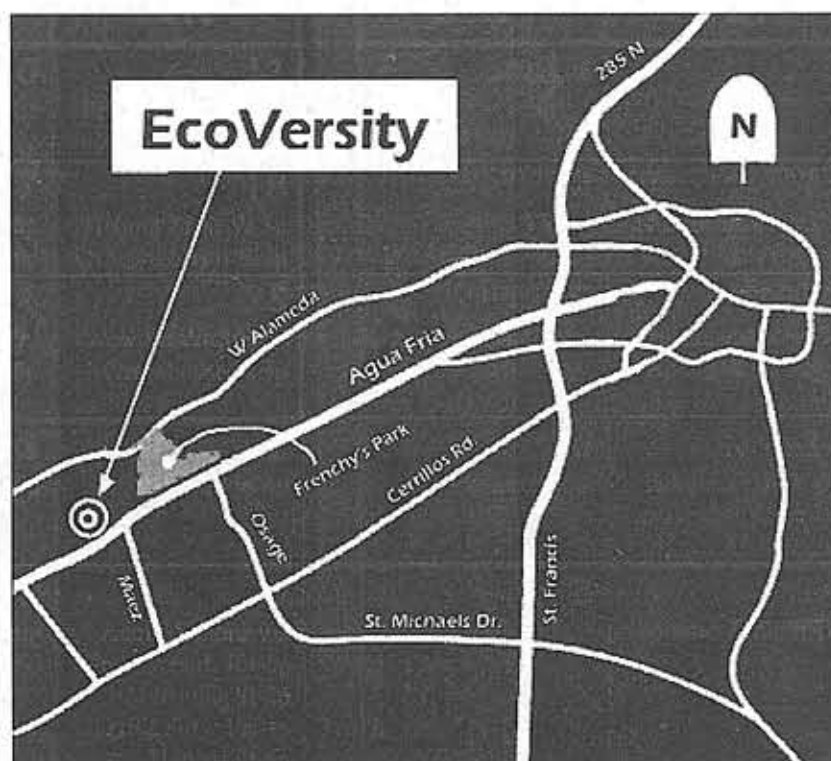 285 N
EcoVersity
N
W Alameda
Agua Fria
Frenchy's Park
Cerrillos Rd.
Osage
Maez
St. Francis
St. Michaels Dr.